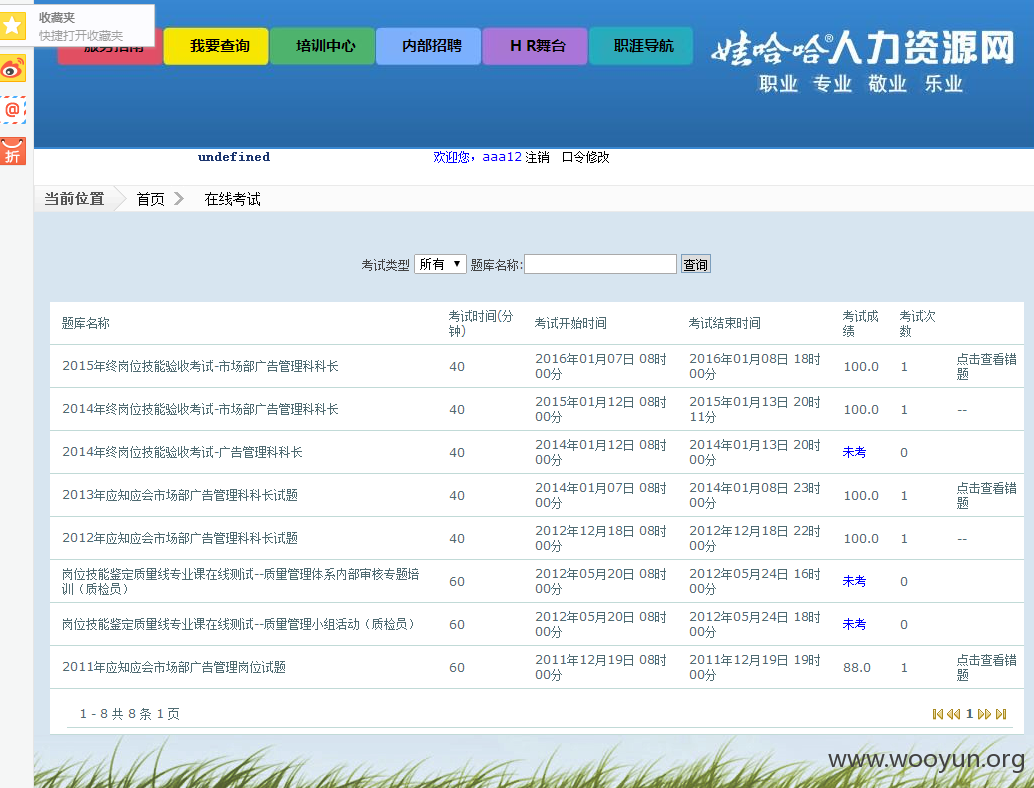 收藏夹
快捷打开收藏夹
服务指南 我要查询 培训中心 内部招聘 H R舞台 职涯导航
娃哈哈®人力资源网
职业 专业 敬业 乐业
@
折
undefined 欢迎您，aaa12 注销 口令修改
当前位置 首页 在线考试
考试类型 所有 ▼ 题库名称: 查询
题库名称 考试时间(分钟) 考试开始时间 考试结束时间 考试成绩 考试次数
2015年终岗位技能验收考试-市场部广告管理科科长 40 2016年01月07日 08时00分 2016年01月08日 18时00分 100.0 1 点击查看错题
2014年终岗位技能验收考试-市场部广告管理科科长 40 2015年01月12日 08时00分 2015年01月13日 20时11分 100.0 1 --
2014年终岗位技能验收考试-广告管理科科长 40 2014年01月12日 08时00分 2014年01月13日 20时00分 未考 0
2013年应知应会市场部广告管理科科长试题 40 2014年01月07日 08时00分 2014年01月08日 23时00分 100.0 1 点击查看错题
2012年应知应会市场部广告管理科科长试题 40 2012年12月18日 08时00分 2012年12月18日 22时00分 100.0 1 --
岗位技能鉴定质量线专业课在线测试--质量管理体系内部审核专题培训（质检员） 60 2012年05月20日 08时00分 2012年05月24日 16时00分 未考 0
岗位技能鉴定质量线专业课在线测试--质量管理小组活动（质检员） 60 2012年05月20日 08时00分 2012年05月24日 18时00分 未考 0
2011年应知应会市场部广告管理岗位试题 60 2011年12月19日 08时00分 2011年12月19日 19时00分 88.0 1 点击查看错题
1 - 8 共 8 条 1 页 1
www.wooyun.org